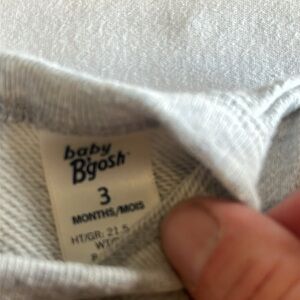 baby
B'gosh
3
MONTHS/MOIS
HT/GR: 21.5